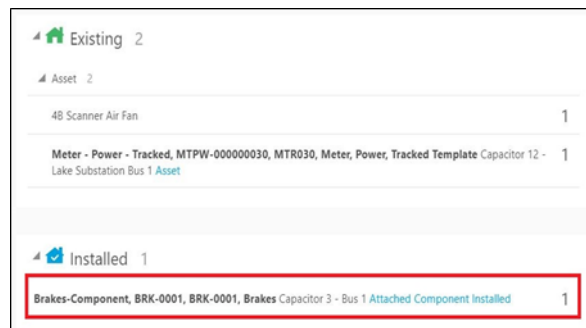 Existing 2
Asset 2
4B Scanner Air Fan 1
Meter - Power - Tracked, MTPW-000000030, MTR030, Meter, Power, Tracked Template Capacitor 12 - 1
Lake Substation Bus 1 Asset
Installed 1
Brakes-Component, BRK-0001, BRK-0001, Brakes Capacitor 3 - Bus 1 Attached Component Installed 1